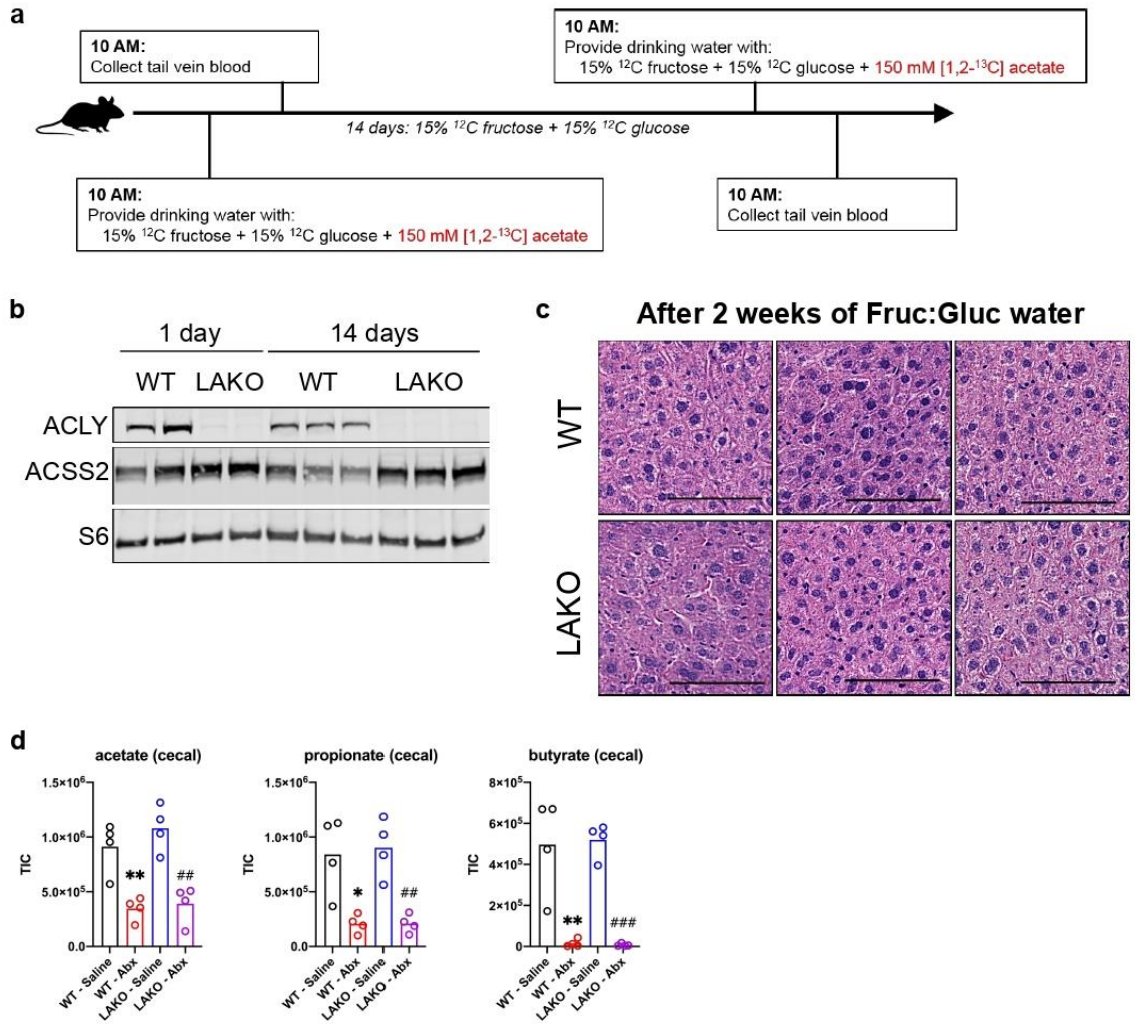 a
10 AM:
Collect tail vein blood
10 AM:
Provide drinking water with:
15% ¹²C fructose + 15% ¹²C glucose + 150 mM [1,2-¹³C] acetate
14 days: 15% ¹²C fructose + 15% ¹²C glucose
10 AM:
Provide drinking water with:
15% ¹²C fructose + 15% ¹²C glucose + 150 mM [1,2-¹³C] acetate
10 AM:
Collect tail vein blood
b
1 day 14 days
WT LAKO WT LAKO
ACLY
ACSS2
S6
c
After 2 weeks of Fruc:Gluc water
WT
LAKO
d
acetate (cecal)
TIC
1.5×10⁶
1.0×10⁶
5.0×10⁵
0.0
**
##
WT - Saline
WT - Abx
LAKO - Saline
LAKO - Abx
propionate (cecal)
TIC
1.5×10⁶
1.0×10⁶
5.0×10⁵
0.0
*
##
WT - Saline
WT - Abx
LAKO - Saline
LAKO - Abx
butyrate (cecal)
TIC
8×10⁵
6×10⁵
4×10⁵
2×10⁵
0
**
###
WT - Saline
WT - Abx
LAKO - Saline
LAKO - Abx